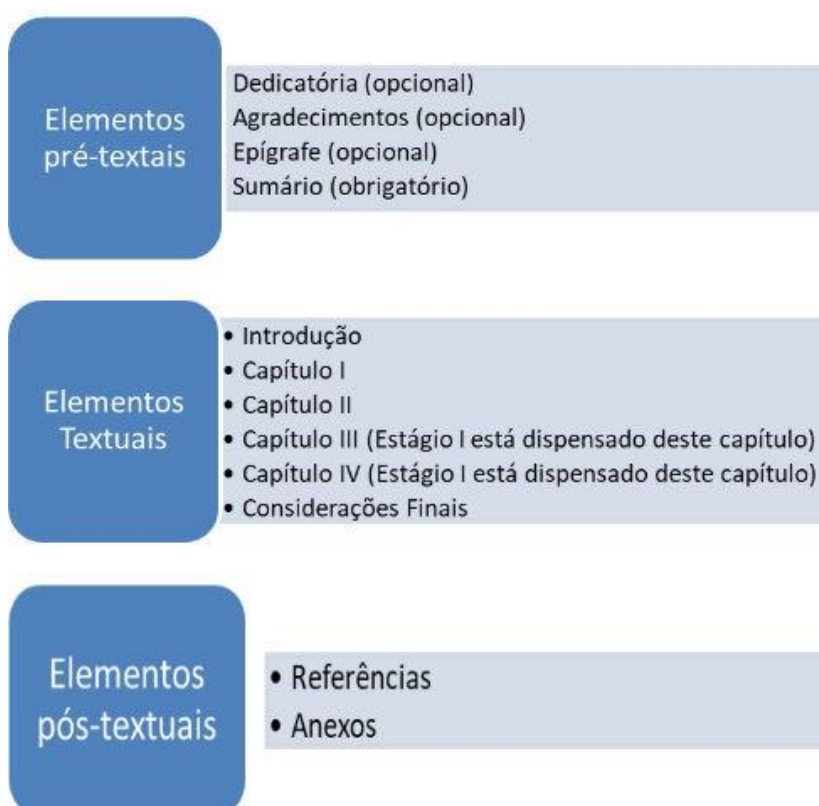 Elementos
pré-textais
Dedicatória (opcional)
Agradecimentos (opcional)
Epígrafe (opcional)
Sumário (obrigatório)
Elementos
Textuais
• Introdução
• Capítulo I
• Capítulo II
• Capítulo III (Estágio I está dispensado deste capítulo)
• Capítulo IV (Estágio I está dispensado deste capítulo)
• Considerações Finais
Elementos
pós-textuais
• Referências
• Anexos